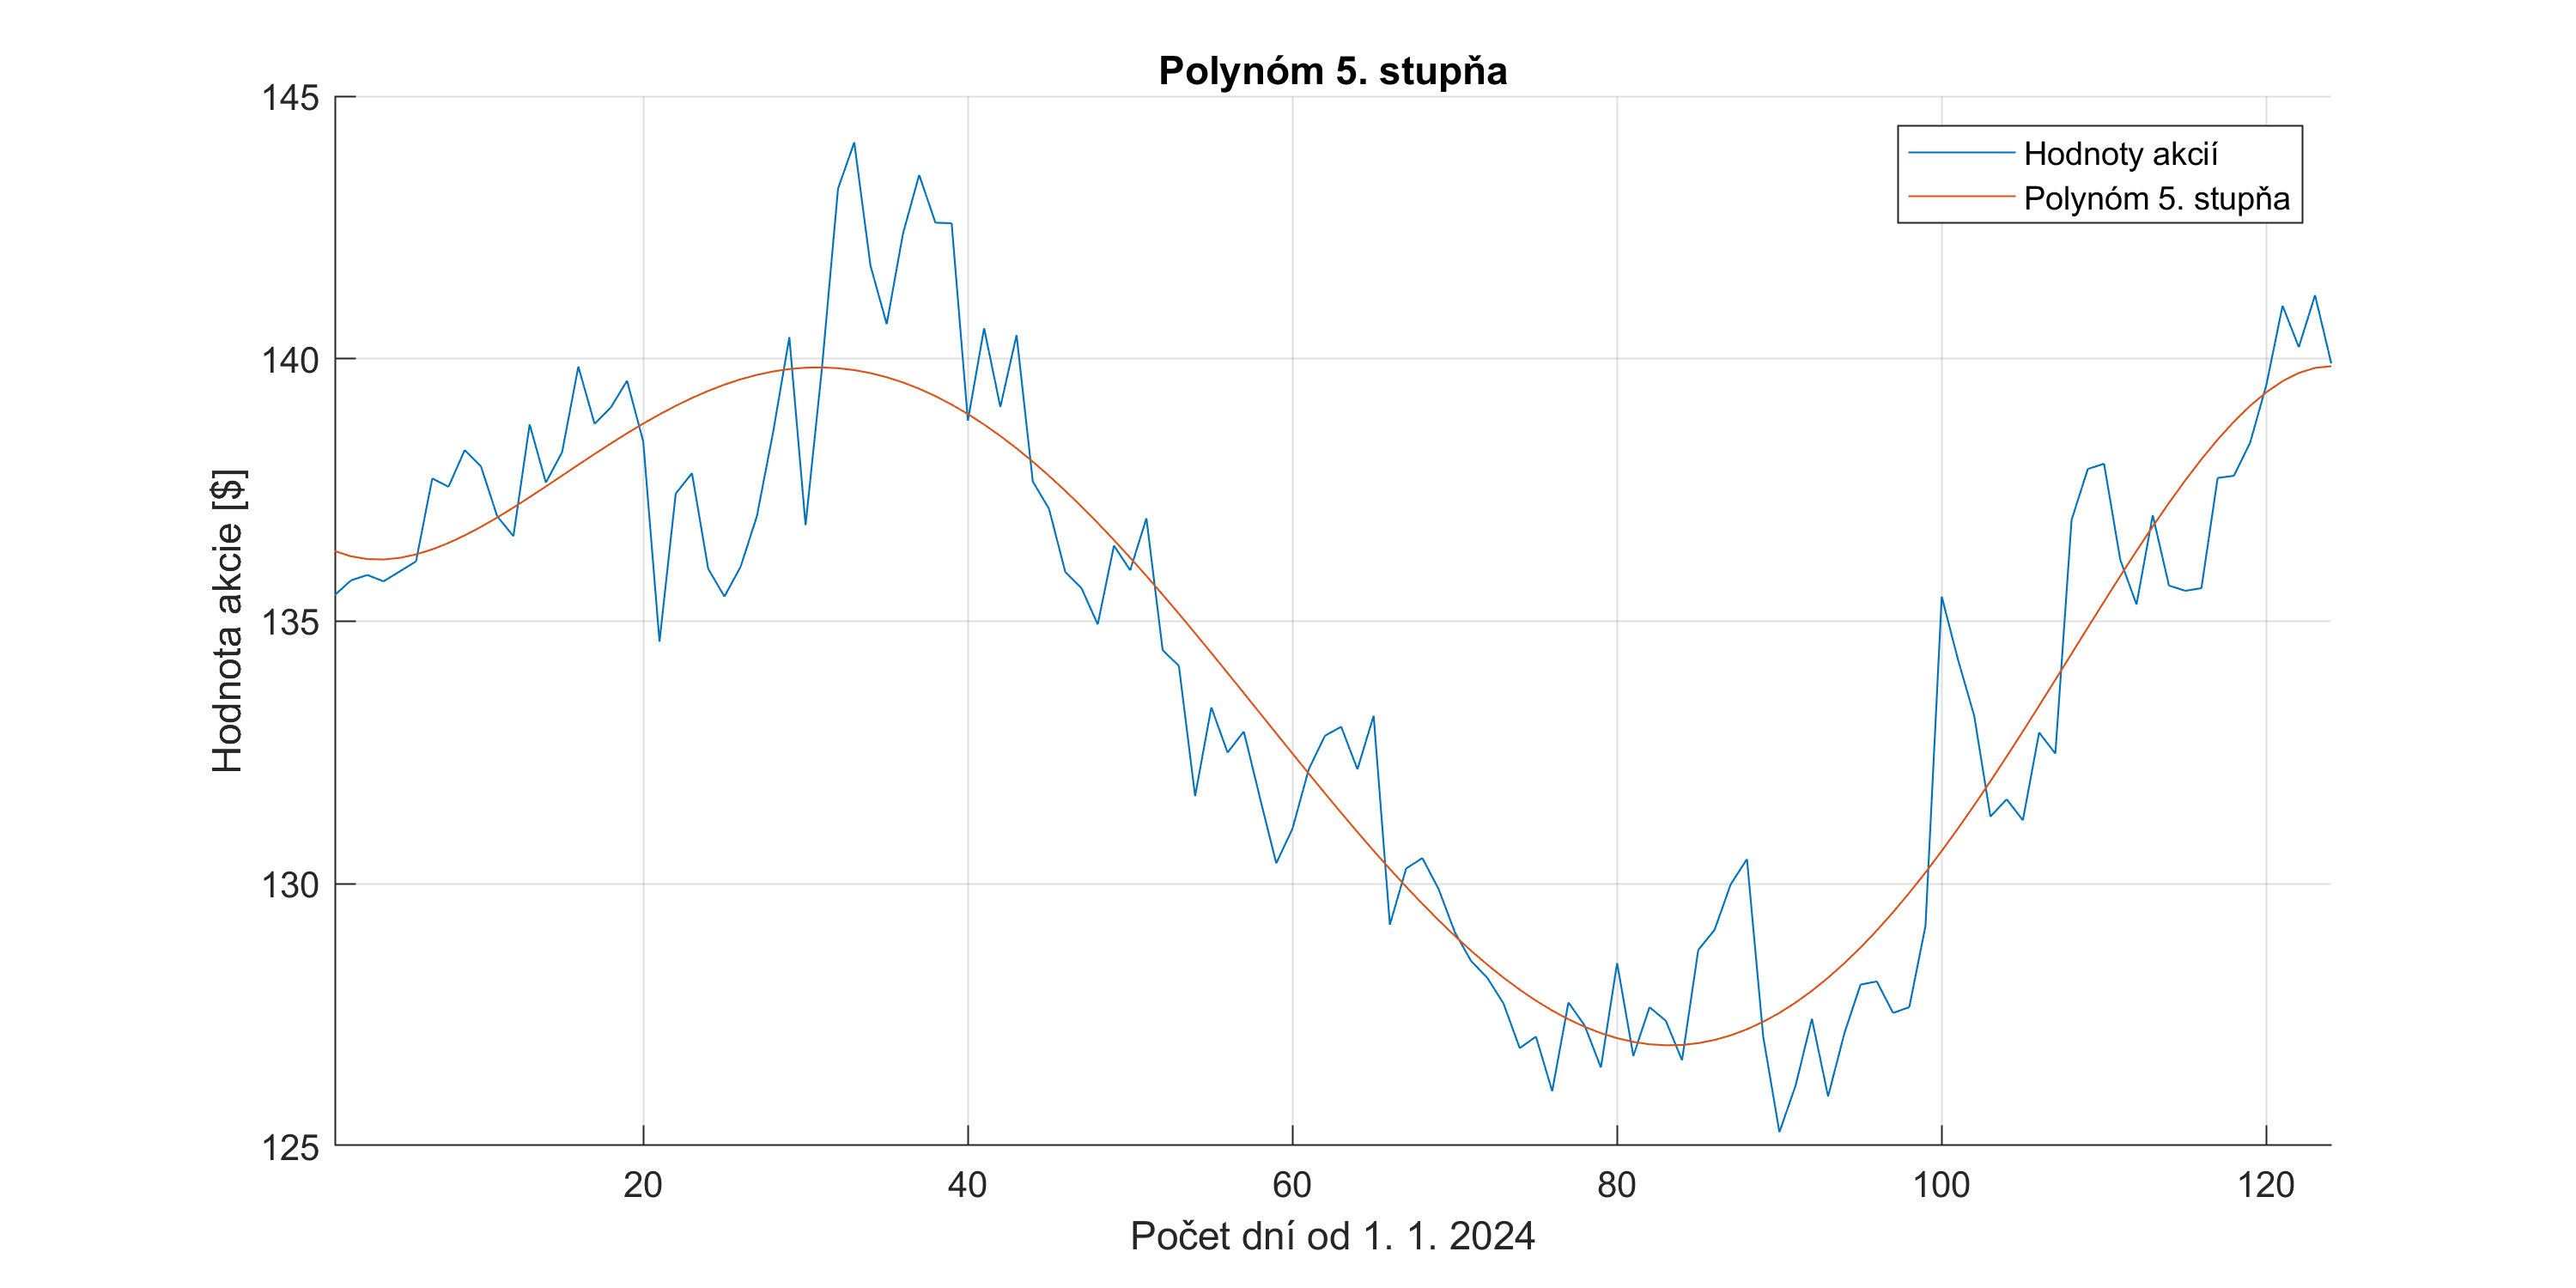 Polynóm 5. stupňa
145
140
135
130
125
Hodnota akcie [$]
Hodnoty akcií
Polynóm 5. stupňa
20 40 60 80 100 120
Počet dní od 1. 1. 2024